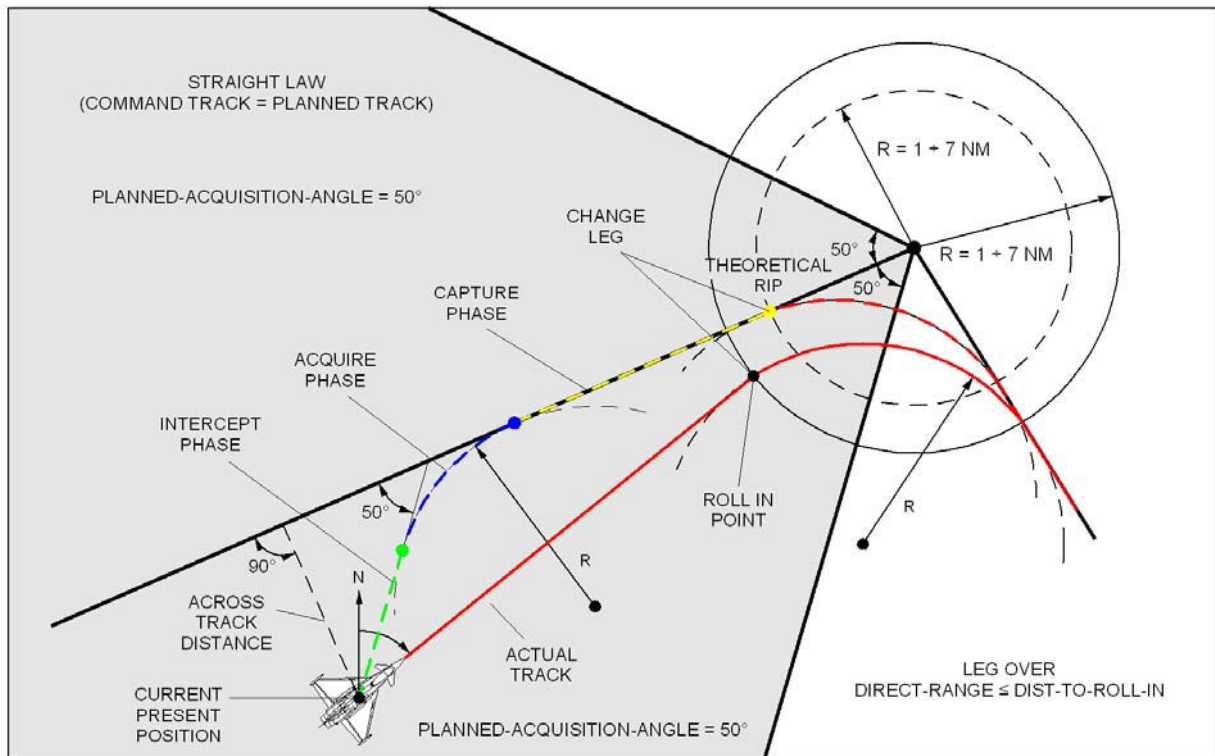 STRAIGHT LAW
(COMMAND TRACK = PLANNED TRACK)
PLANNED-ACQUISITION-ANGLE = 50°
R = 1 ÷ 7 NM
CHANGE
LEG
50°
THEORETICAL
RIP
R = 1 ÷ 7 NM
50°
CAPTURE
PHASE
ACQUIRE
PHASE
INTERCEPT
PHASE
50°
ROLL IN
POINT
R
90°
N
R
ACROSS
TRACK
DISTANCE
ACTUAL
TRACK
LEG OVER
DIRECT-RANGE ≤ DIST-TO-ROLL-IN
CURRENT
PRESENT
POSITION
PLANNED-ACQUISITION-ANGLE = 50°